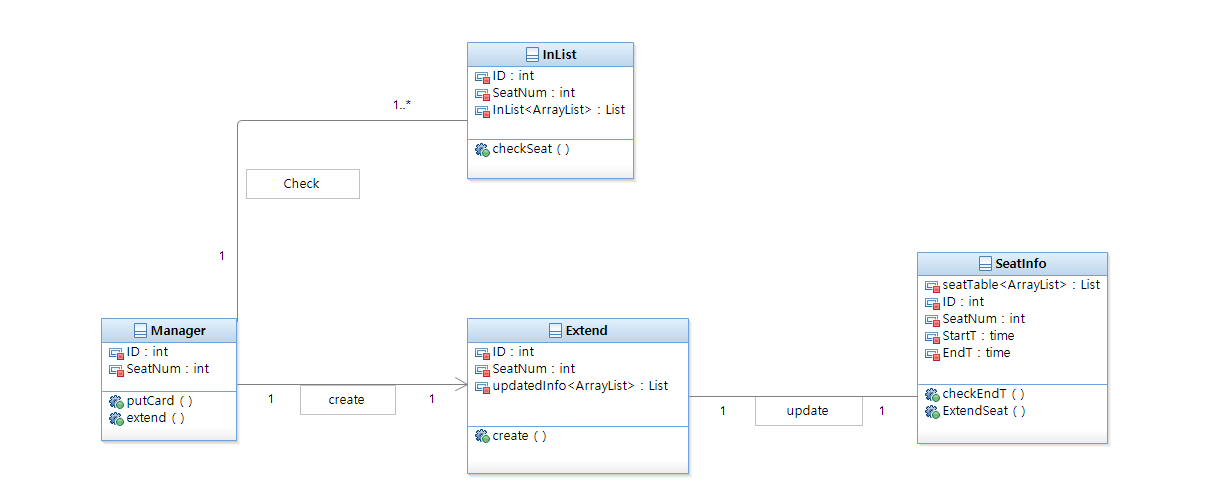 InList
ID : int
SeatNum : int
InList<ArrayList> : List
checkSeat ( )
1..*
Check
1
Manager
ID : int
SeatNum : int
putCard ( )
extend ( )
1
create
1
Extend
ID : int
SeatNum : int
updatedInfo<ArrayList> : List
create ( )
1
update
1
SeatInfo
seatTable<ArrayList> : List
ID : int
SeatNum : int
StartT : time
EndT : time
checkEndT ( )
ExtendSeat ( )